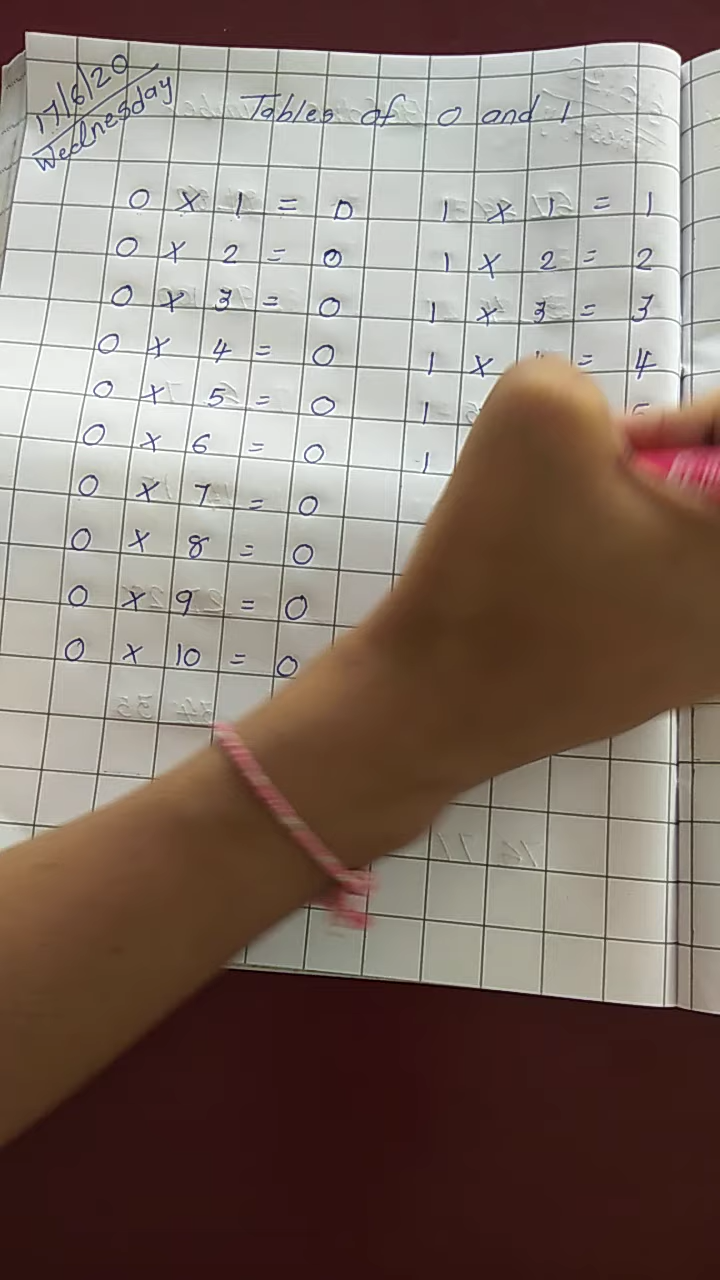 17/6/20
Wednesday
Tables of 0 and 1
0 x 1 = 0 1 x 1 = 1
0 x 2 = 0 1 x 2 = 2
0 x 3 = 0 1 x 3 = 3
0 x 4 = 0 1 x = 4
0 x 5 = 0 1
0 x 6 = 0 1
0 x 7 = 0
0 x 8 = 0
0 x 9 = 0
0 x 10 = 0